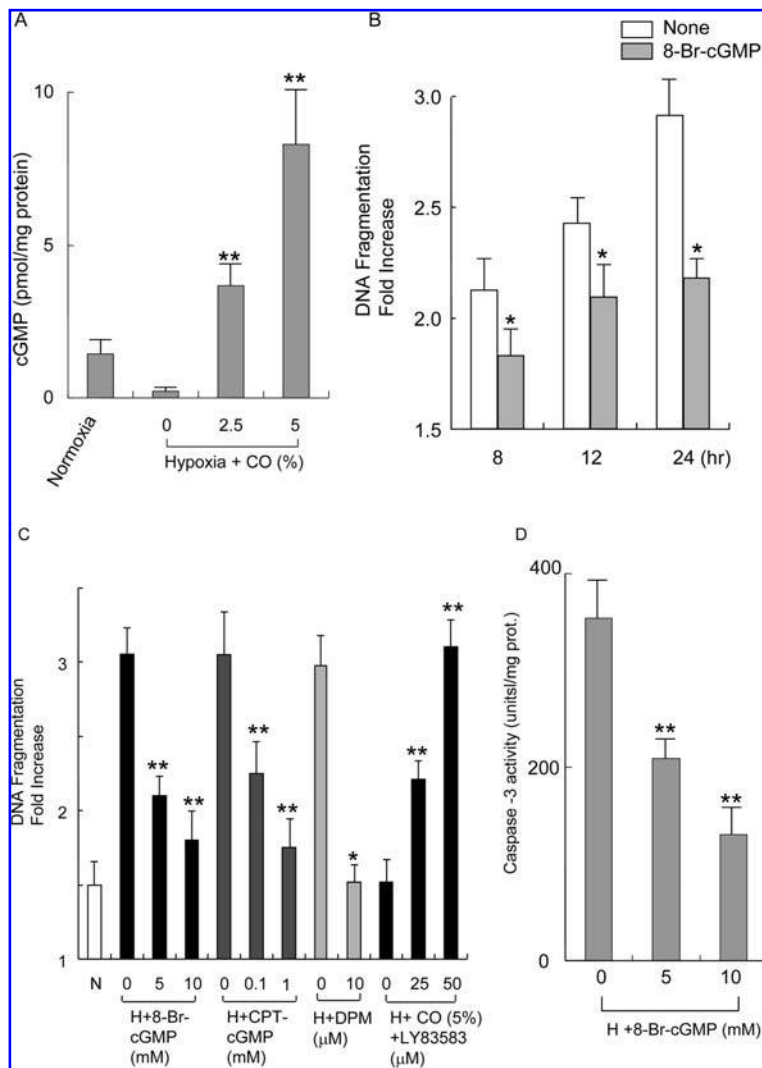 A
cGMP (pmol/mg protein)
10
5
0
**
**
Normoxia
0 2.5 5
Hypoxia + CO (%)
B
None
8-Br-cGMP
DNA Fragmentation
Fold Increase
3.0
2.5
2.0
1.5
*
*
*
8 12 24 (hr)
C
DNA Fragmentation
Fold Increase
3
2
1
**
**
**
**
*
**
**
N 0 5 10 0 0.1 1 0 10 0 25 50
H+8-Br-
cGMP
(mM)
H+CPT-
cGMP
(mM)
H+DPM
(μM)
H+ CO (5%)
+LY83583
(μM)
D
Caspase -3 activity (unitsl/mg prot.)
400
200
0
**
**
0 5 10
H +8-Br-cGMP (mM)